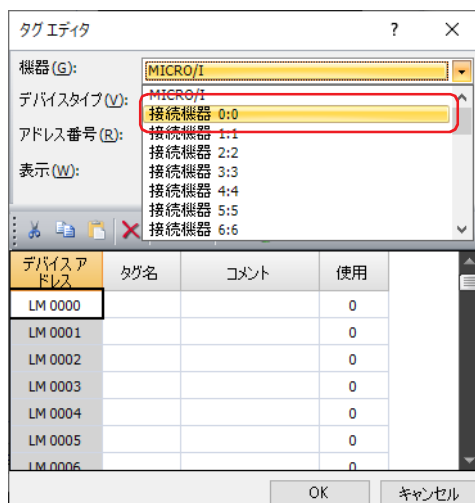 タグ エディタ ? ×
機器(G): MICRO/I
デバイスタイプ(V): MICRO/I
接続機器 0:0
アドレス番号(R): 接続機器 1:1
接続機器 2:2
表示(W): 接続機器 3:3
接続機器 4:4
接続機器 5:5
接続機器 6:6
デバイス アドレス タグ名 コメント 使用
LM 0000 0
LM 0001 0
LM 0002 0
LM 0003 0
LM 0004 0
LM 0005 0
LM 0006 0
OK キャンセル